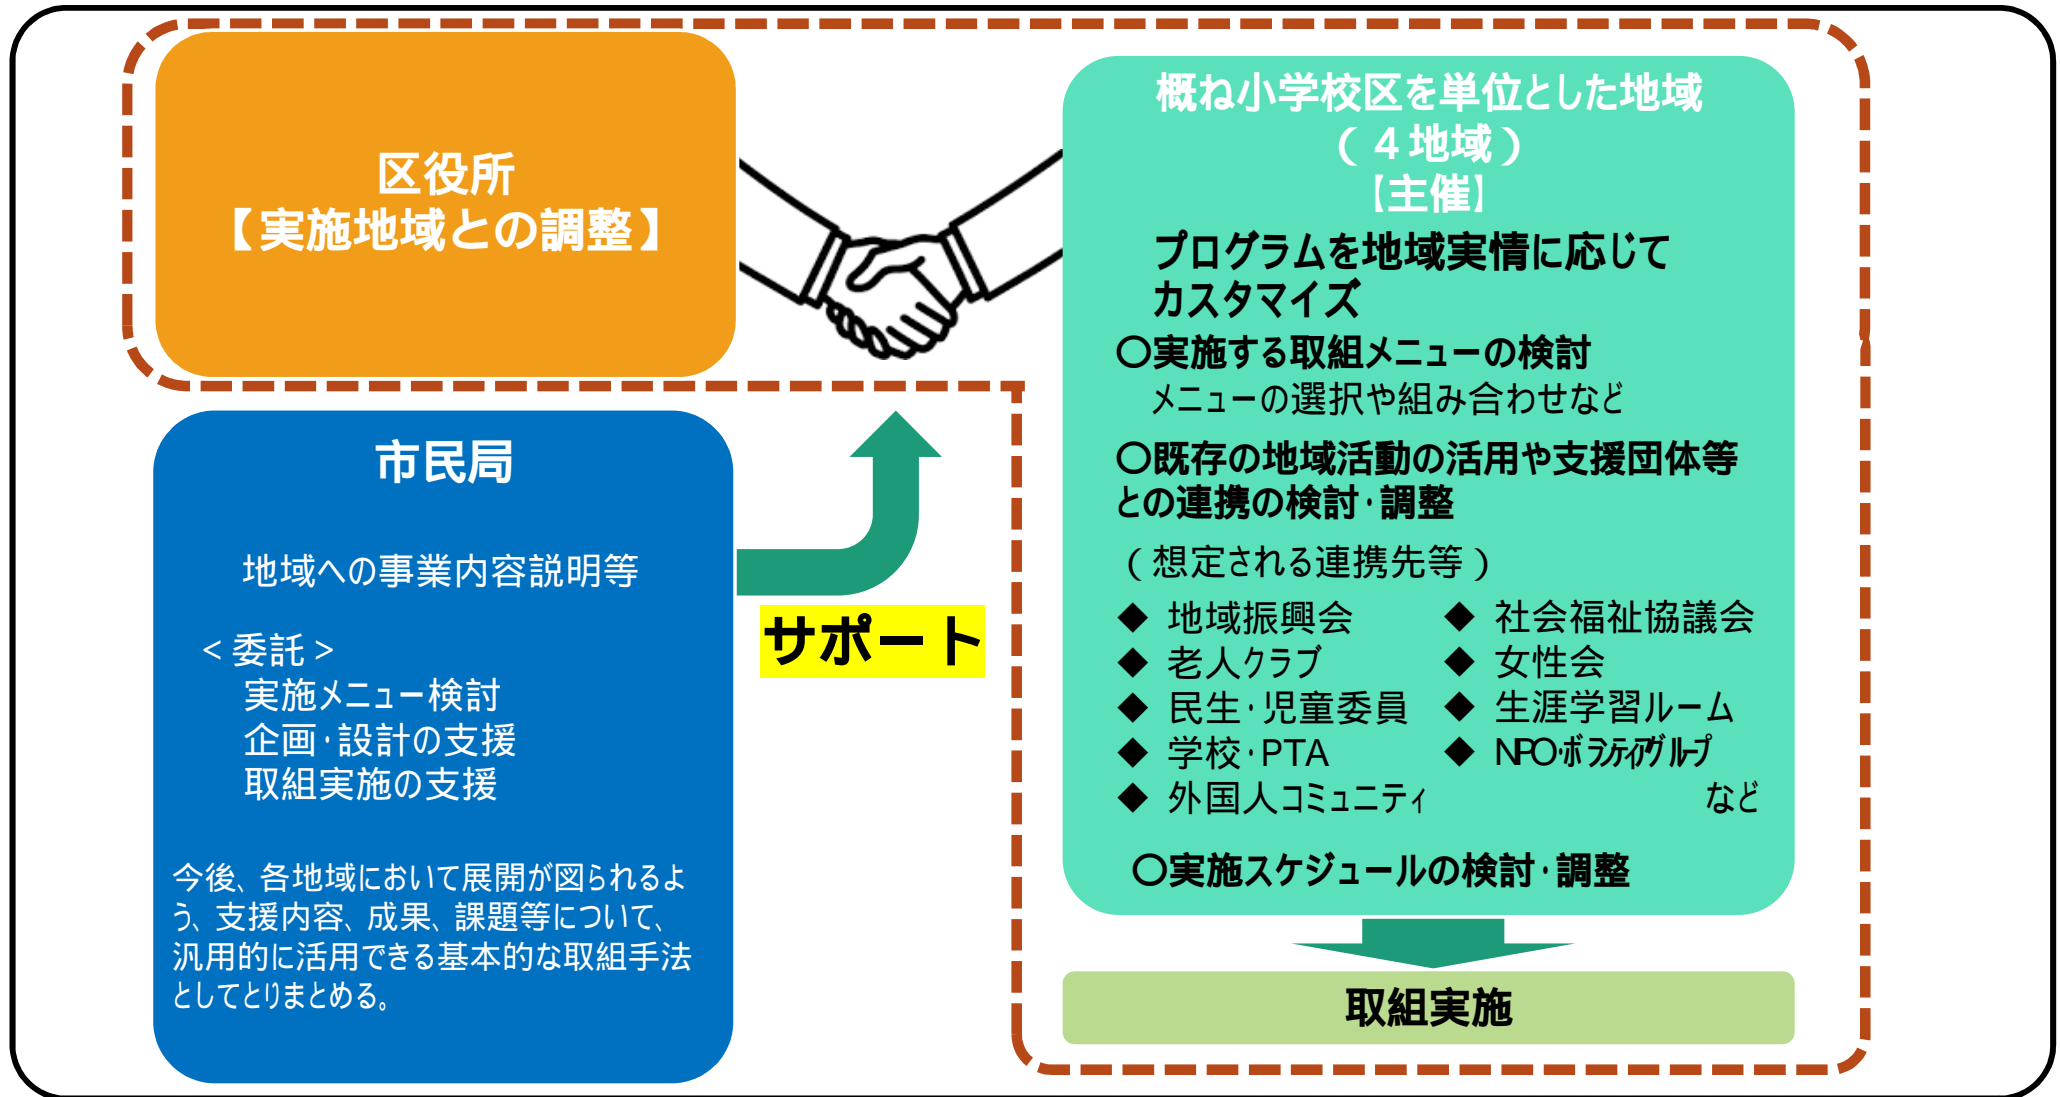 区役所
【実施地域との調整】
市民局
地域への事業内容説明等
<委託>
実施メニュー検討
企画・設計の支援
取組実施の支援
今後、各地域において展開が図られるよ
う、支援内容、成果、課題等について、
汎用的に活用できる基本的な取組手法
としてとりまとめる。
サポート
概ね小学校区を単位とした地域
(4地域)
【主催】
プログラムを地域実情に応じて
カスタマイズ
〇実施する取組メニューの検討
メニューの選択や組み合わせなど
〇既存の地域活動の活用や支援団体等
との連携の検討・調整
(想定される連携先等)
◆ 地域振興会 ◆ 社会福祉協議会
◆ 老人クラブ ◆ 女性会
◆ 民生・児童委員 ◆ 生涯学習ルーム
◆ 学校・PTA ◆ NPO・ボランティアグループ
◆ 外国人コミュニティ など
〇実施スケジュールの検討・調整
取組実施